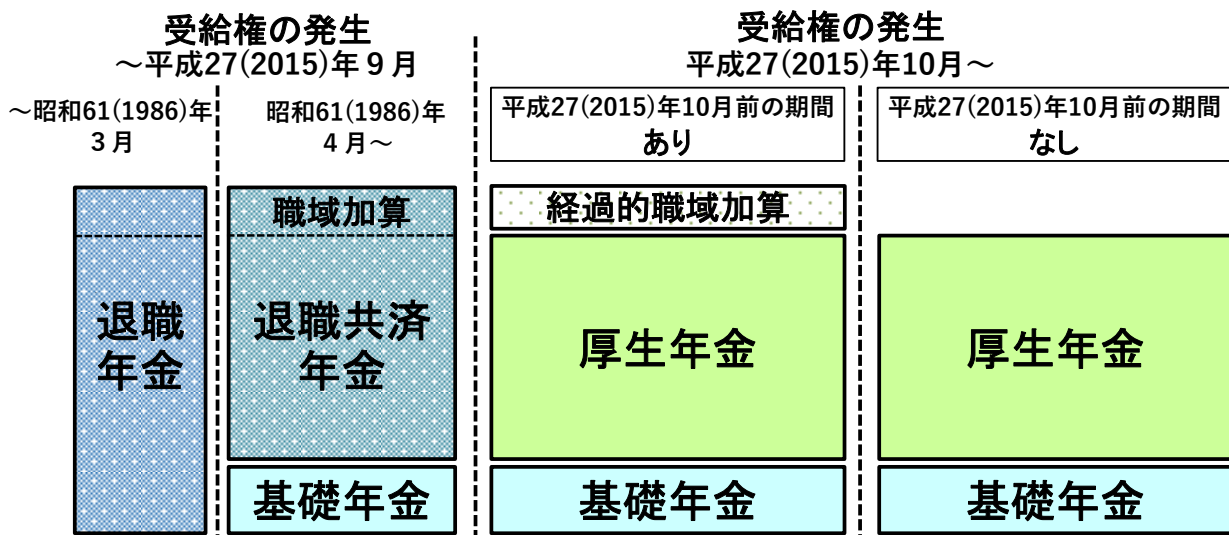 受給権の発生
～平成27(2015)年９月
受給権の発生
平成27(2015)年10月～
～昭和61(1986)年
３月
昭和61(1986)年
４月～
平成27(2015)年10月前の期間
あり
平成27(2015)年10月前の期間
なし
職域加算
経過的職域加算
退職
年金
退職共済
年金
厚生年金
厚生年金
基礎年金
基礎年金
基礎年金